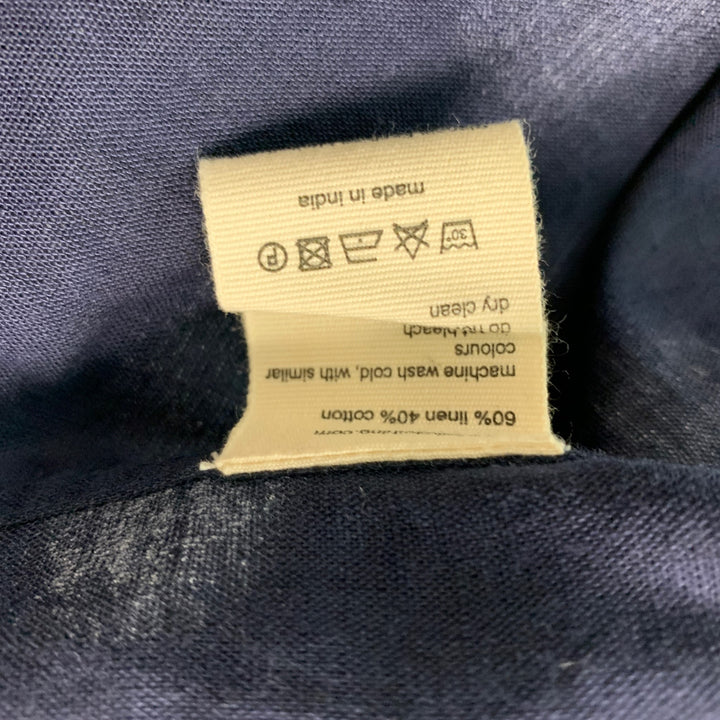 60% linen 40% cotton
machine wash cold, with similar
colours
do not bleach
dry clean
30°
P
made in india